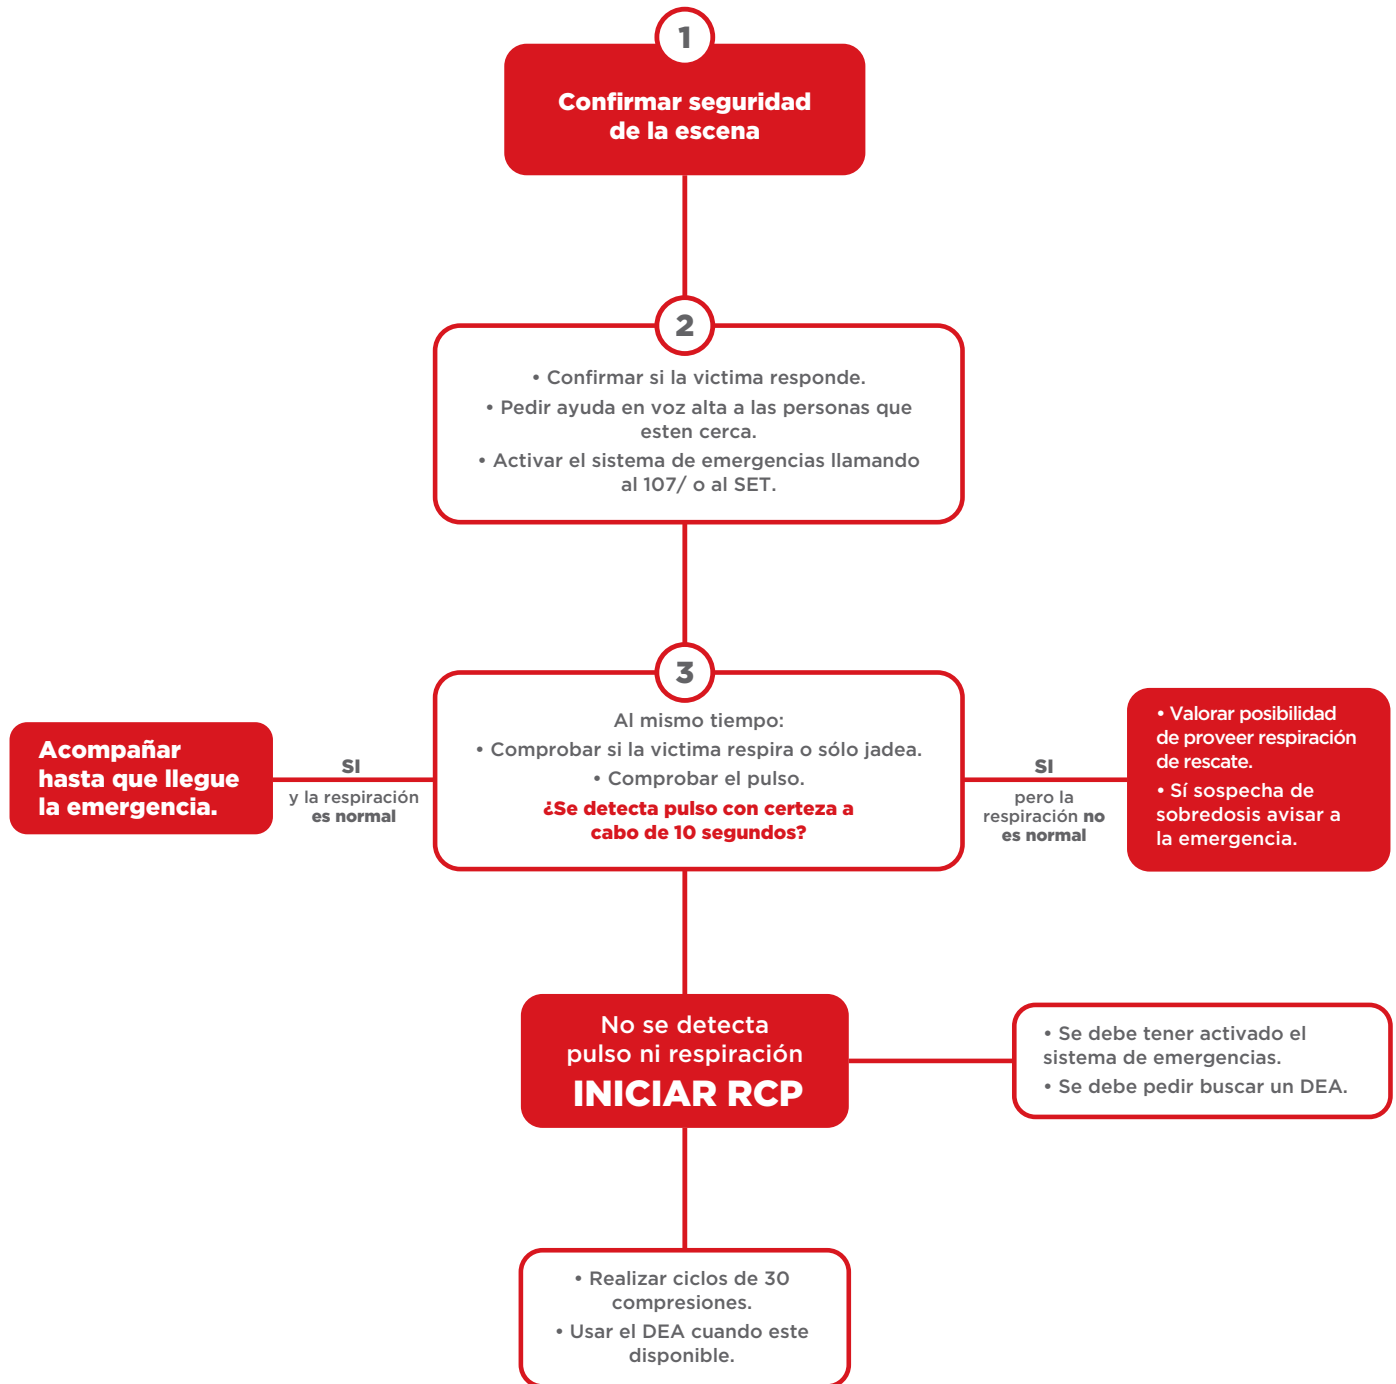 1
Confirmar seguridad
de la escena
2
• Confirmar si la victima responde.
• Pedir ayuda en voz alta a las personas que
esten cerca.
• Activar el sistema de emergencias llamando
al 107/ o al SET.
3
Al mismo tiempo:
• Comprobar si la victima respira o sólo jadea.
• Comprobar el pulso.
¿Se detecta pulso con certeza a
cabo de 10 segundos?
Acompañar
hasta que llegue
la emergencia.
SI
y la respiración
es normal
SI
pero la
respiración no
es normal
• Valorar posibilidad
de proveer respiración
de rescate.
• Sí sospecha de
sobredosis avisar a
la emergencia.
No se detecta
pulso ni respiración
INICIAR RCP
• Se debe tener activado el
sistema de emergencias.
• Se debe pedir buscar un DEA.
• Realizar ciclos de 30
compresiones.
• Usar el DEA cuando este
disponible.